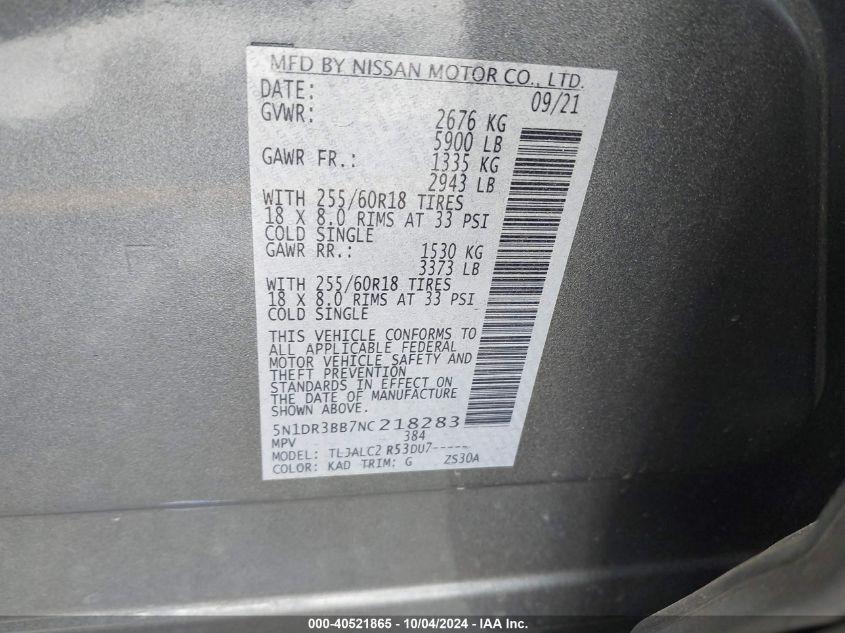 MFD BY NISSAN MOTOR CO., LTD.
DATE: 09/21
GVWR: 2676 KG
5900 LB
GAWR FR.: 1335 KG
2943 LB
WITH 255/60R18 TIRES
18 X 8.0 RIMS AT 33 PSI
COLD SINGLE
GAWR RR.: 1530 KG
3373 LB
WITH 255/60R18 TIRES
18 X 8.0 RIMS AT 33 PSI
COLD SINGLE
THIS VEHICLE CONFORMS TO
ALL APPLICABLE FEDERAL
MOTOR VEHICLE SAFETY AND
THEFT PREVENTION
STANDARDS IN EFFECT ON
THE DATE OF MANUFACTURE
SHOWN ABOVE.
5N1DR3BB7NC218283
MPV 384
MODEL: TLJALC2 R53DU7-----
COLOR: KAD TRIM: G ZS30A
000-40521865 - 10/04/2024 - IAA Inc.